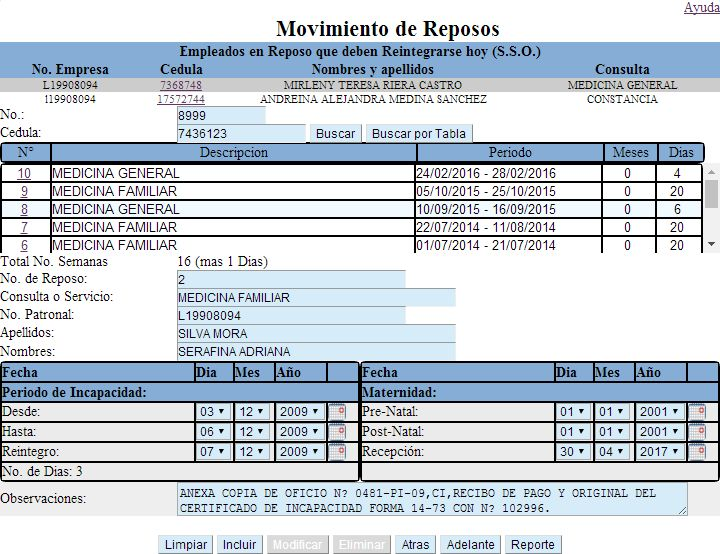 Ayuda
Movimiento de Reposos
Empleados en Reposo que deben Reintegrarse hoy (S.S.O.)
No. Empresa Cedula Nombres y apellidos Consulta
L19908094 7368748 MIRLENY TERESA RIERA CASTRO MEDICINA GENERAL
l19908094 17572744 ANDREINA ALEJANDRA MEDINA SANCHEZ CONSTANCIA
No.: 8999
Cedula: 7436123 Buscar Buscar por Tabla
N° Descripcion Periodo Meses Dias
10 MEDICINA GENERAL 24/02/2016 - 28/02/2016 0 4
9 MEDICINA FAMILIAR 05/10/2015 - 25/10/2015 0 20
8 MEDICINA GENERAL 10/09/2015 - 16/09/2015 0 6
7 MEDICINA FAMILIAR 22/07/2014 - 11/08/2014 0 20
6 MEDICINA FAMILIAR 01/07/2014 - 21/07/2014 0 20
Total No. Semanas 16 (mas 1 Dias)
No. de Reposo: 2
Consulta o Servicio: MEDICINA FAMILIAR
No. Patronal: L19908094
Apellidos: SILVA MORA
Nombres: SERAFINA ADRIANA
Fecha Dia Mes Año Fecha Dia Mes Año
Periodo de Incapacidad: Maternidad:
Desde: 03 12 2009 Pre-Natal: 01 01 2001
Hasta: 06 12 2009 Post-Natal: 01 01 2001
Reintegro: 07 12 2009 Recepción: 30 04 2017
No. de Dias: 3
Observaciones: ANEXA COPIA DE OFICIO N? 0481-PI-09,CI,RECIBO DE PAGO Y ORIGINAL DEL
CERTIFICADO DE INCAPACIDAD FORMA 14-73 CON N? 102996.
Limpiar Incluir Modificar Eliminar Atras Adelante Reporte